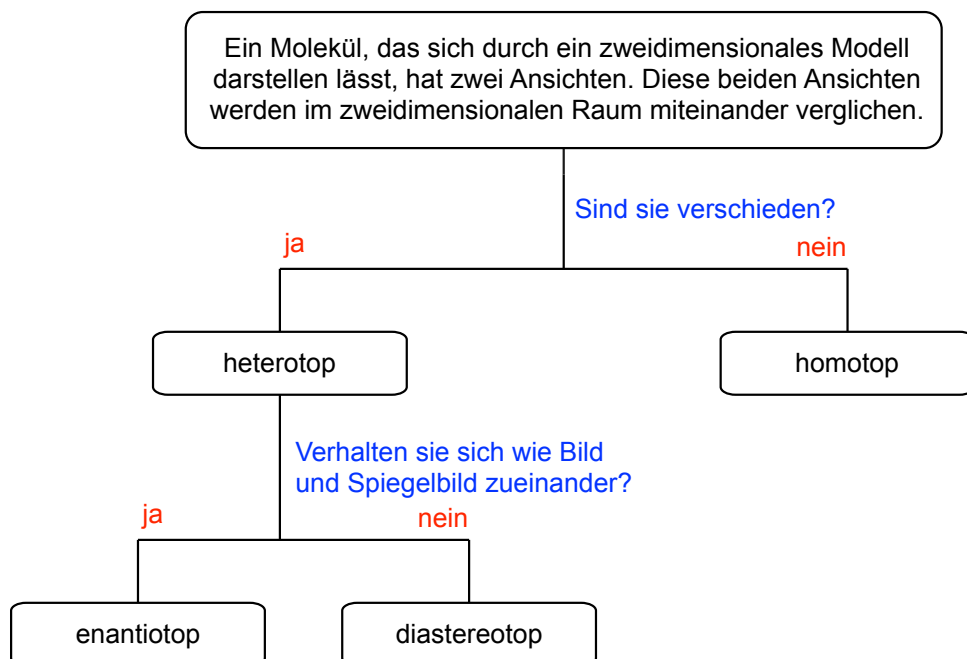 Ein Molekül, das sich durch ein zweidimensionales Modell
darstellen lässt, hat zwei Ansichten. Diese beiden Ansichten
werden im zweidimensionalen Raum miteinander verglichen.
Sind sie verschieden?
ja
nein
heterotop
homotop
Verhalten sie sich wie Bild
und Spiegelbild zueinander?
ja
nein
enantiotop
diastereotop